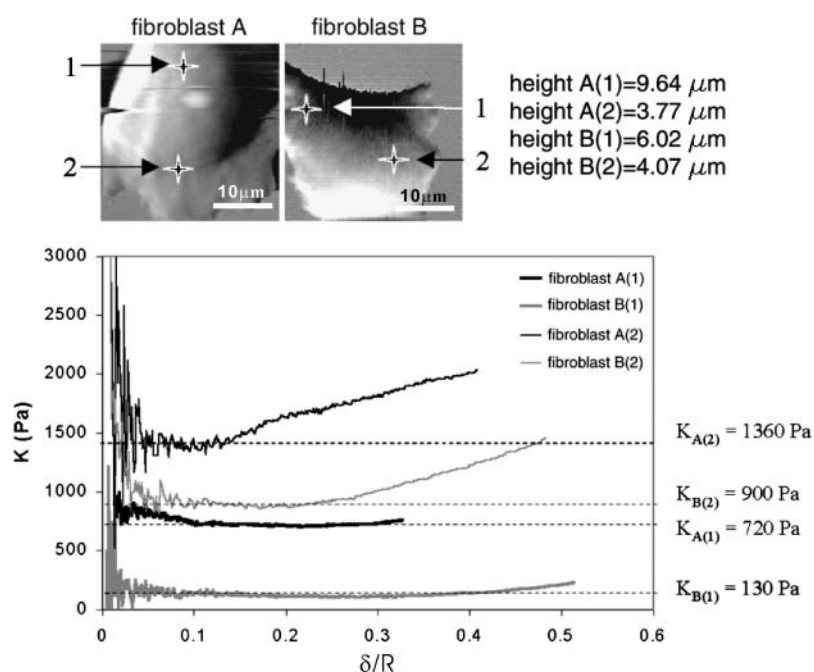 fibroblast A
fibroblast B
1
2
10μm
10μm
1
2
height A(1)=9.64 μm
height A(2)=3.77 μm
height B(1)=6.02 μm
height B(2)=4.07 μm
3000
2500
2000
1500
1000
500
0
K (Pa)
fibroblast A(1)
fibroblast B(1)
fibroblast A(2)
fibroblast B(2)
K_A(2) = 1360 Pa
K_B(2) = 900 Pa
K_A(1) = 720 Pa
K_B(1) = 130 Pa
0 0.1 0.2 0.3 0.4 0.5 0.6
δ/R